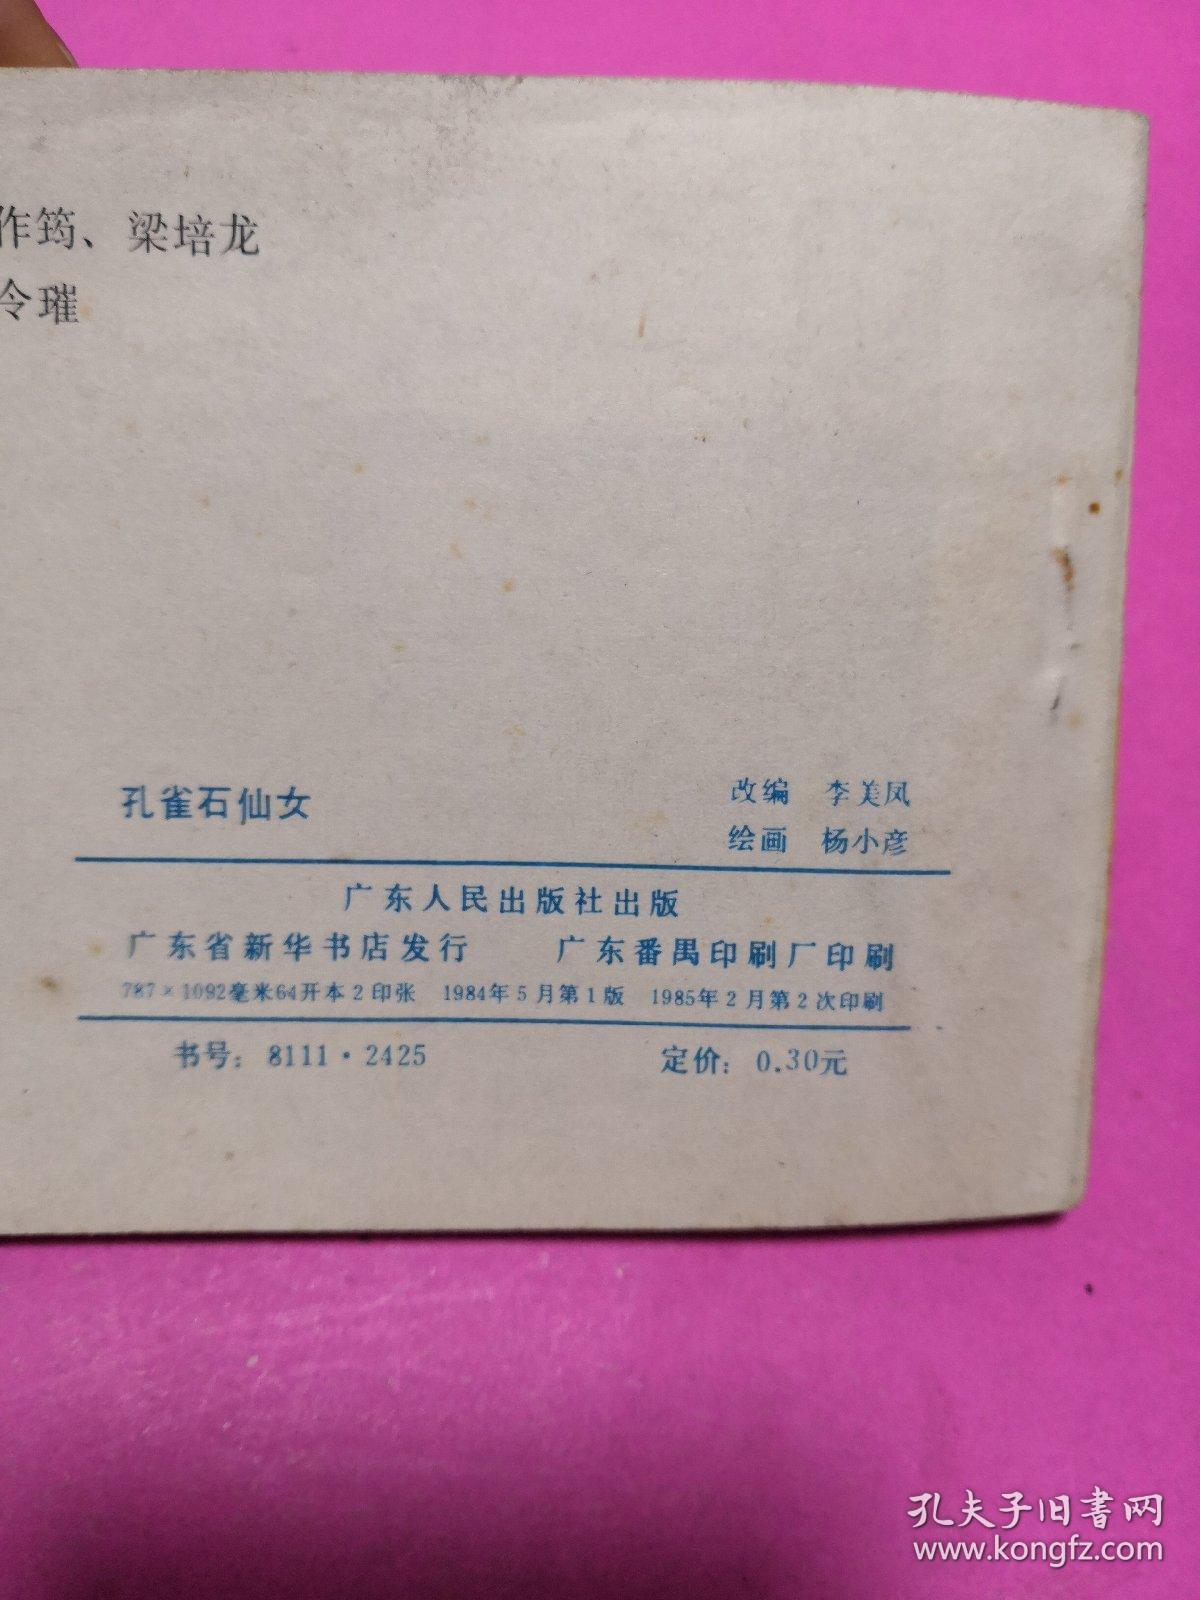 作筠、梁培龙
令璀
孔雀石仙女
改编 李美凤
绘画 杨小彦
广东人民出版社出版
广东省新华书店发行 广东番禺印刷厂印刷
787×1092毫米64开本2印张 1984年5月第1版 1985年2月第2次印刷
书号：8111·2425 定价：0.30元
孔夫子旧书网
www.kongfz.com